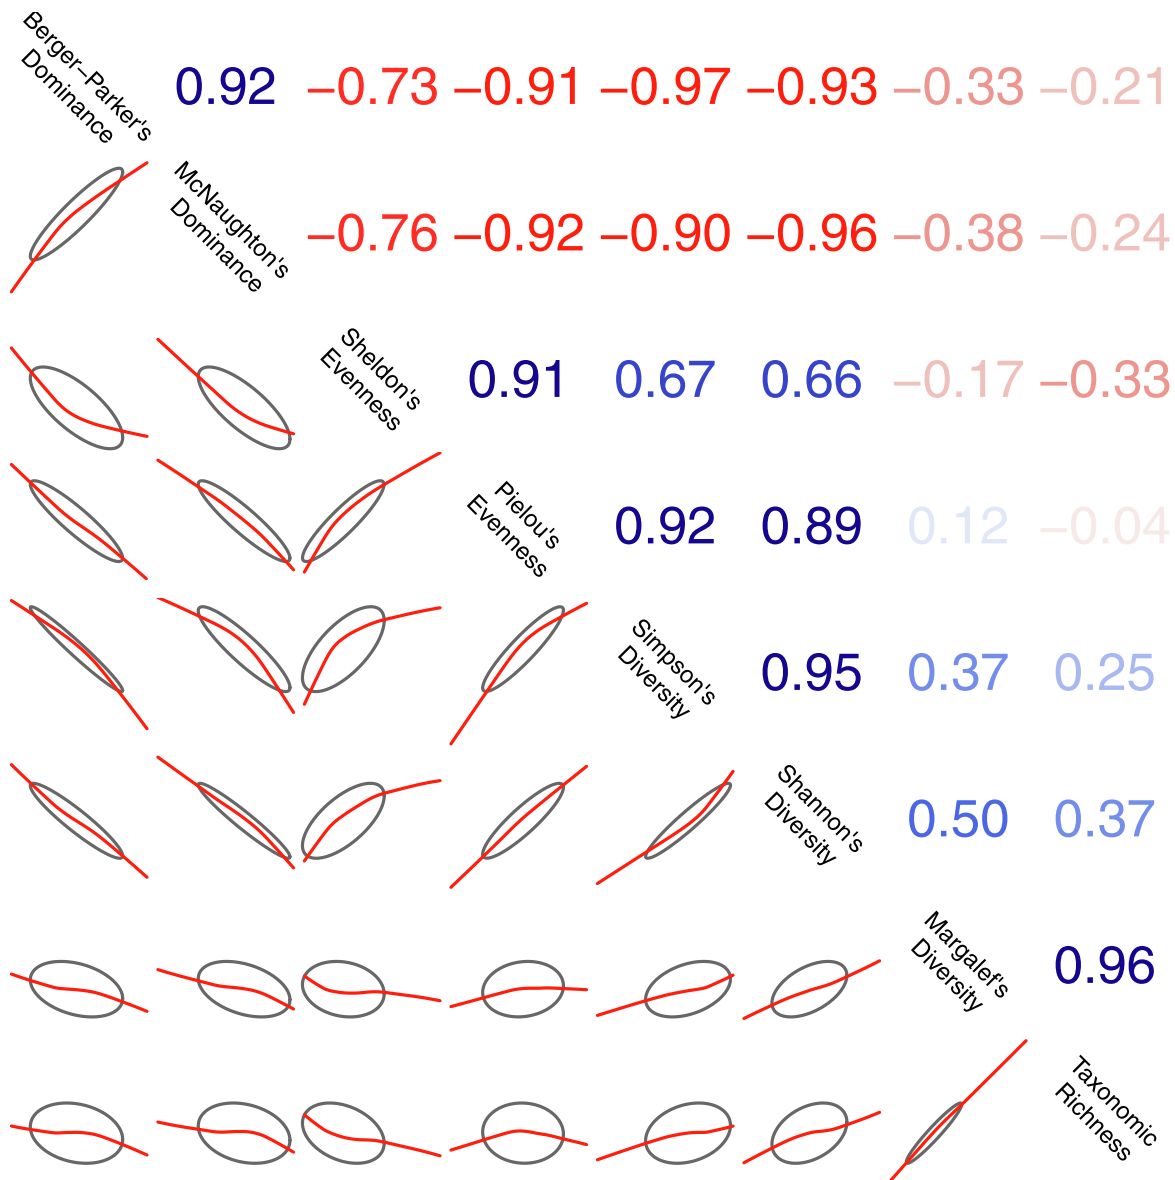 Berger–Parker's
Dominance
0.92 −0.73 −0.91 −0.97 −0.93 −0.33 −0.21
McNaughton's
Dominance
−0.76 −0.92 −0.90 −0.96 −0.38 −0.24
Sheldon's
Evenness
0.91 0.67 0.66 −0.17 −0.33
Pielou's
Evenness
0.92 0.89 0.12 −0.04
Simpson's
Diversity
0.95 0.37 0.25
Shannon's
Diversity
0.50 0.37
Margalef's
Diversity
0.96
Taxonomic
Richness